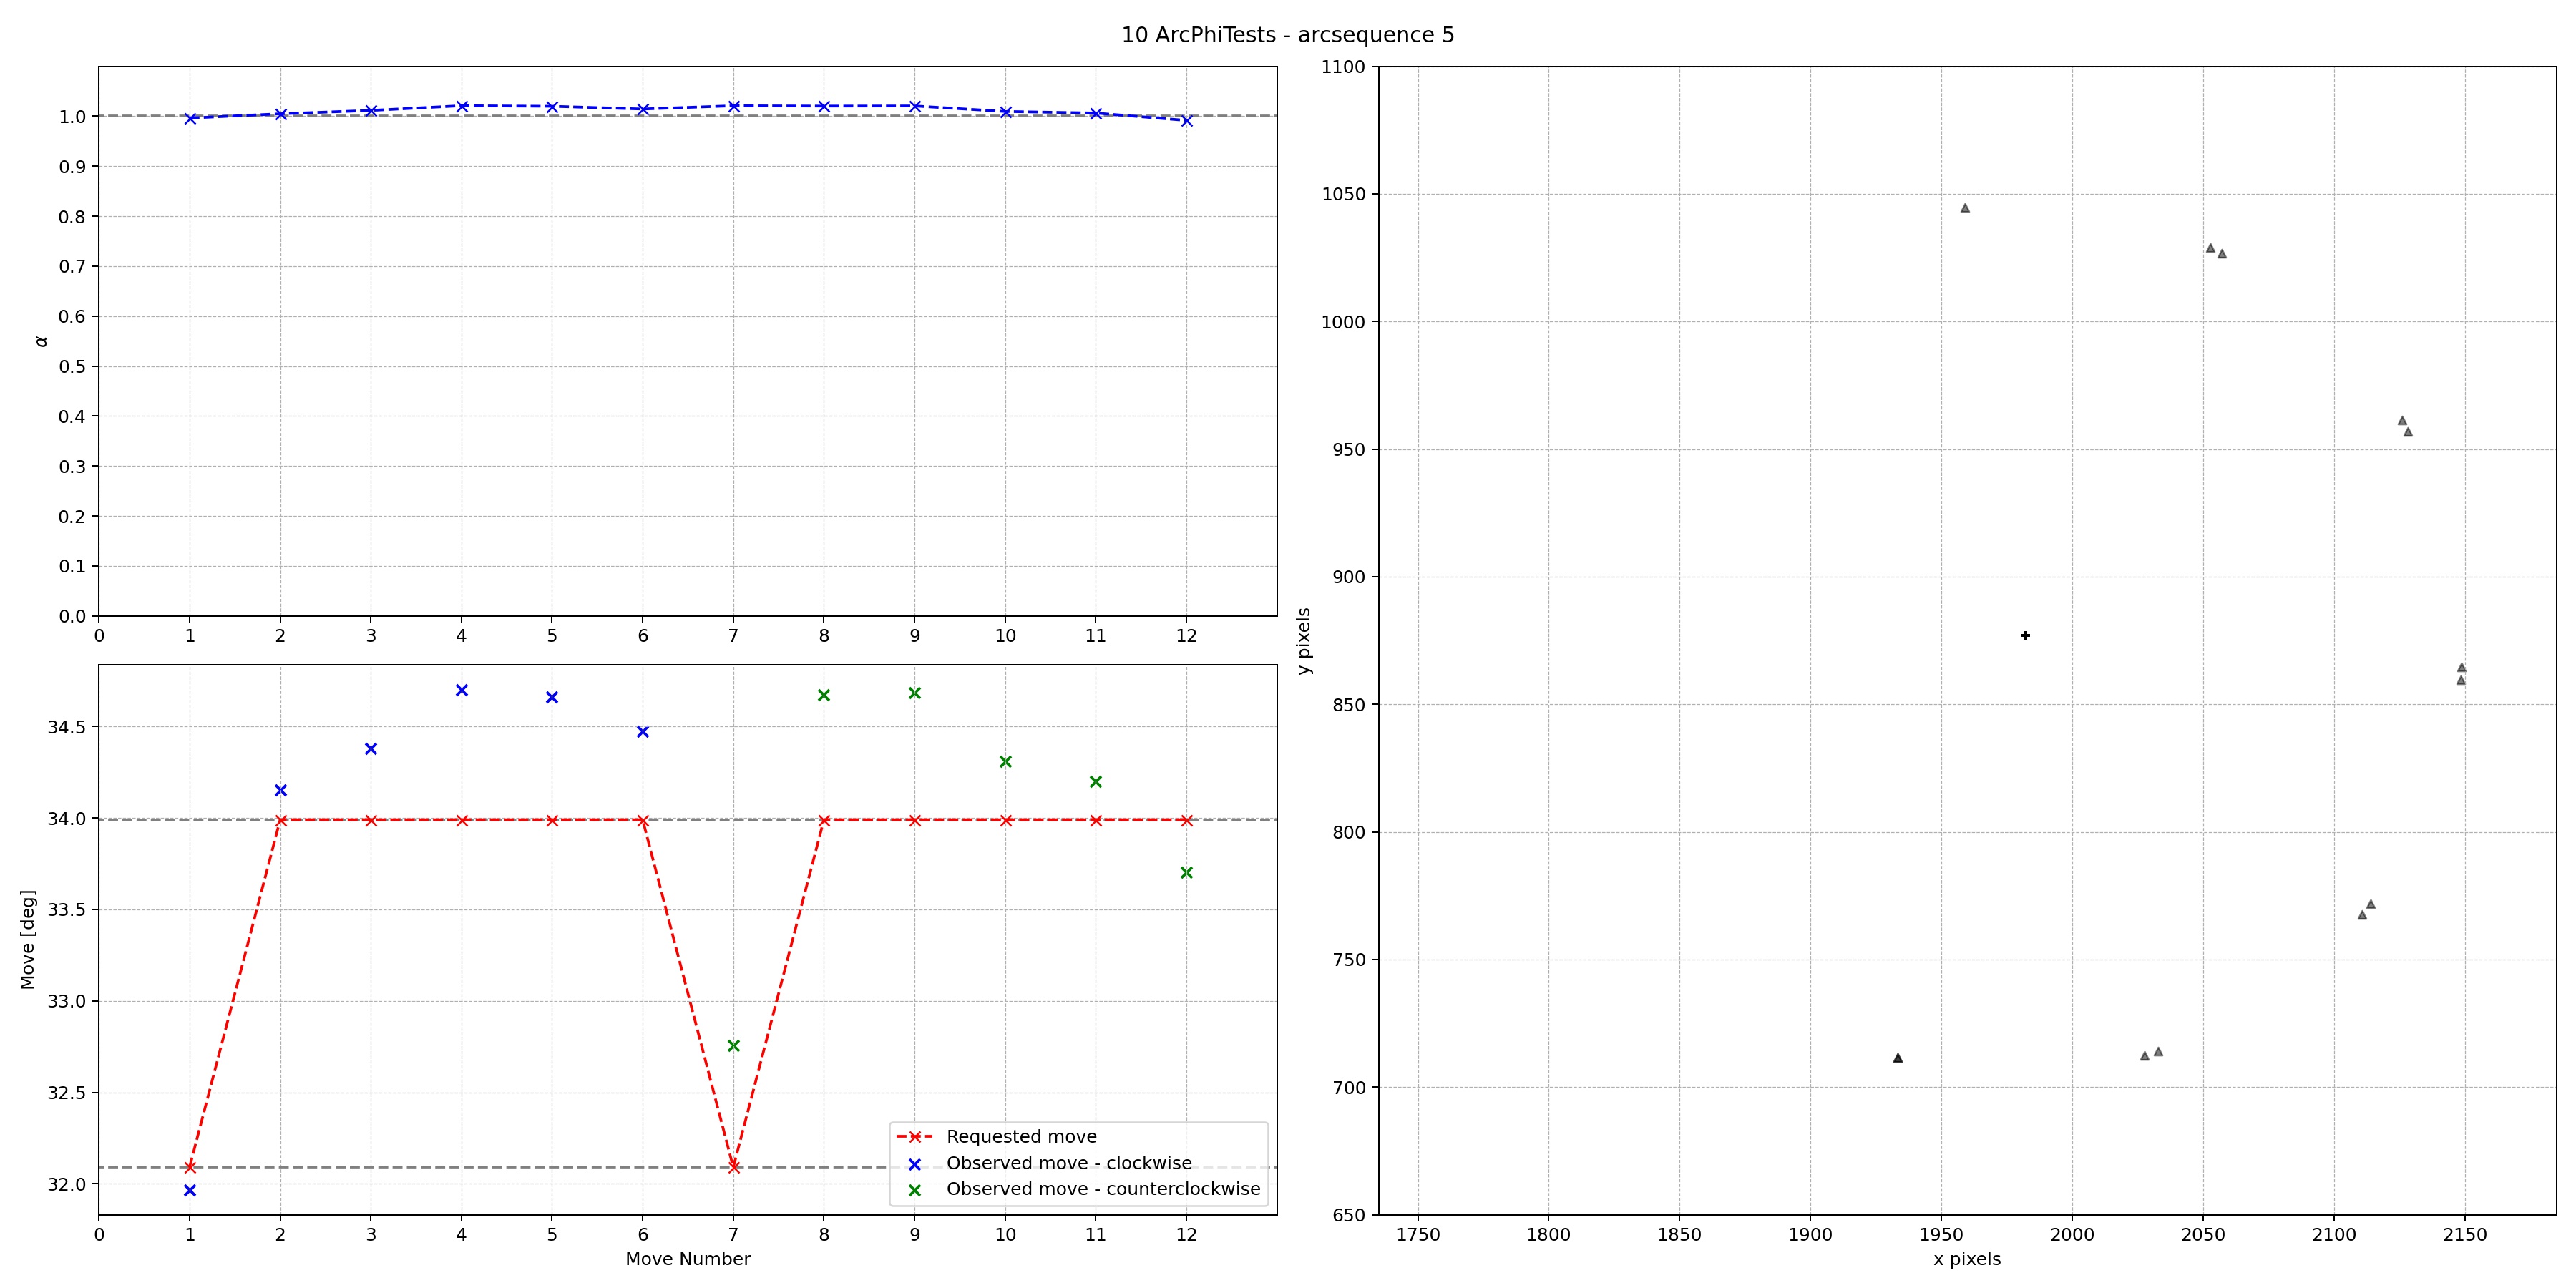 10 ArcPhiTests - arcsequence 5
1.0
0.9
0.8
0.7
0.6
0.5
0.4
0.3
0.2
0.1
0.0
α
0 1 2 3 4 5 6 7 8 9 10 11 12
34.5
34.0
33.5
33.0
32.5
32.0
Move [deg]
Requested move
Observed move - clockwise
Observed move - counterclockwise
0 1 2 3 4 5 6 7 8 9 10 11 12
Move Number
1100
1050
1000
950
900
850
800
750
700
650
y pixels
1750 1800 1850 1900 1950 2000 2050 2100 2150
x pixels